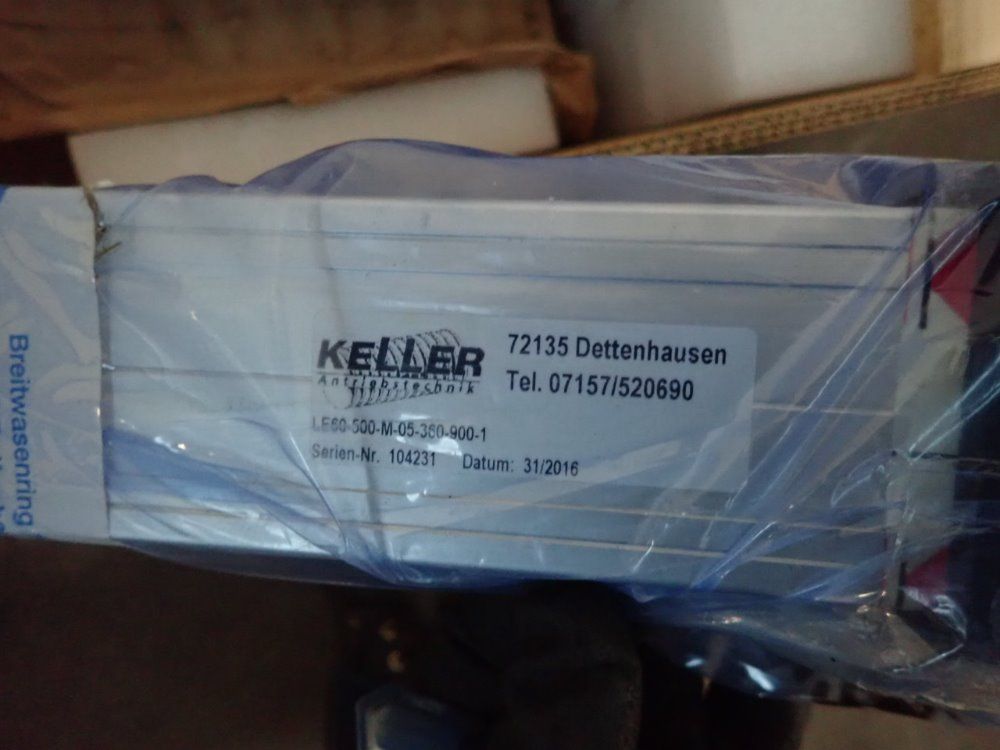 KELLER
Antriebstechnik
72135 Dettenhausen
Tel. 07157/520690
LE60-500-M-05-360-900-1
Serien-Nr. 104231 Datum: 31/2016
Breitwasenring